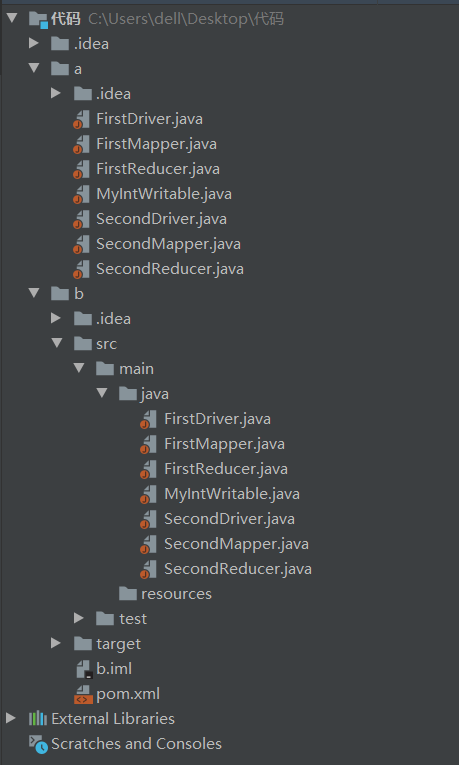 代码 C:\Users\dell\Desktop\代码
.idea
a
.idea
FirstDriver.java
FirstMapper.java
FirstReducer.java
MyIntWritable.java
SecondDriver.java
SecondMapper.java
SecondReducer.java
b
.idea
src
main
java
FirstDriver.java
FirstMapper.java
FirstReducer.java
MyIntWritable.java
SecondDriver.java
SecondMapper.java
SecondReducer.java
resources
test
target
b.iml
pom.xml
External Libraries
Scratches and Consoles